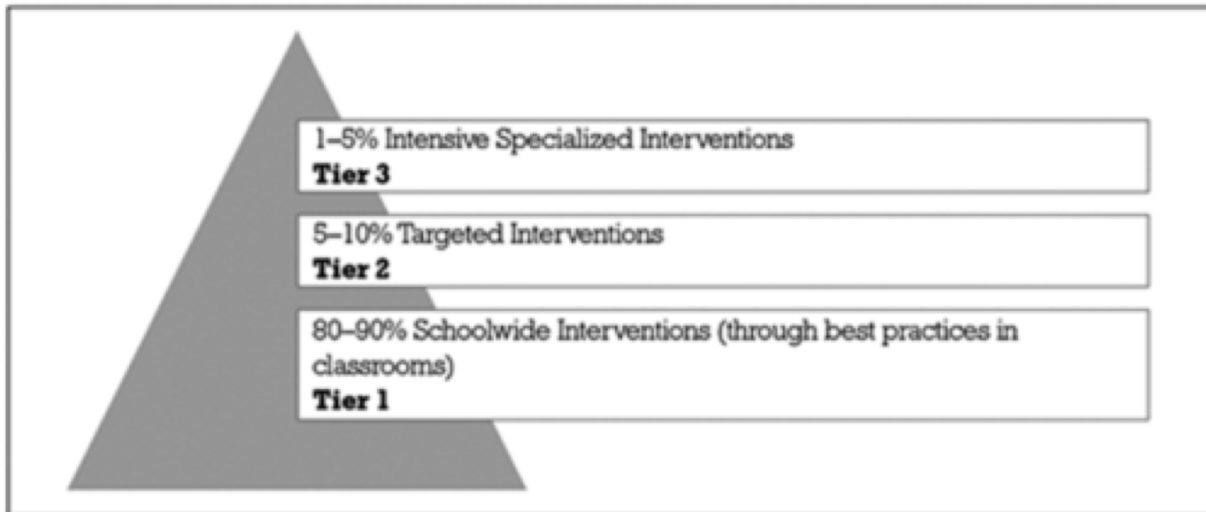 1–5% Intensive Specialized Interventions
Tier 3
5–10% Targeted Interventions
Tier 2
80–90% Schoolwide Interventions (through best practices in
classrooms)
Tier 1